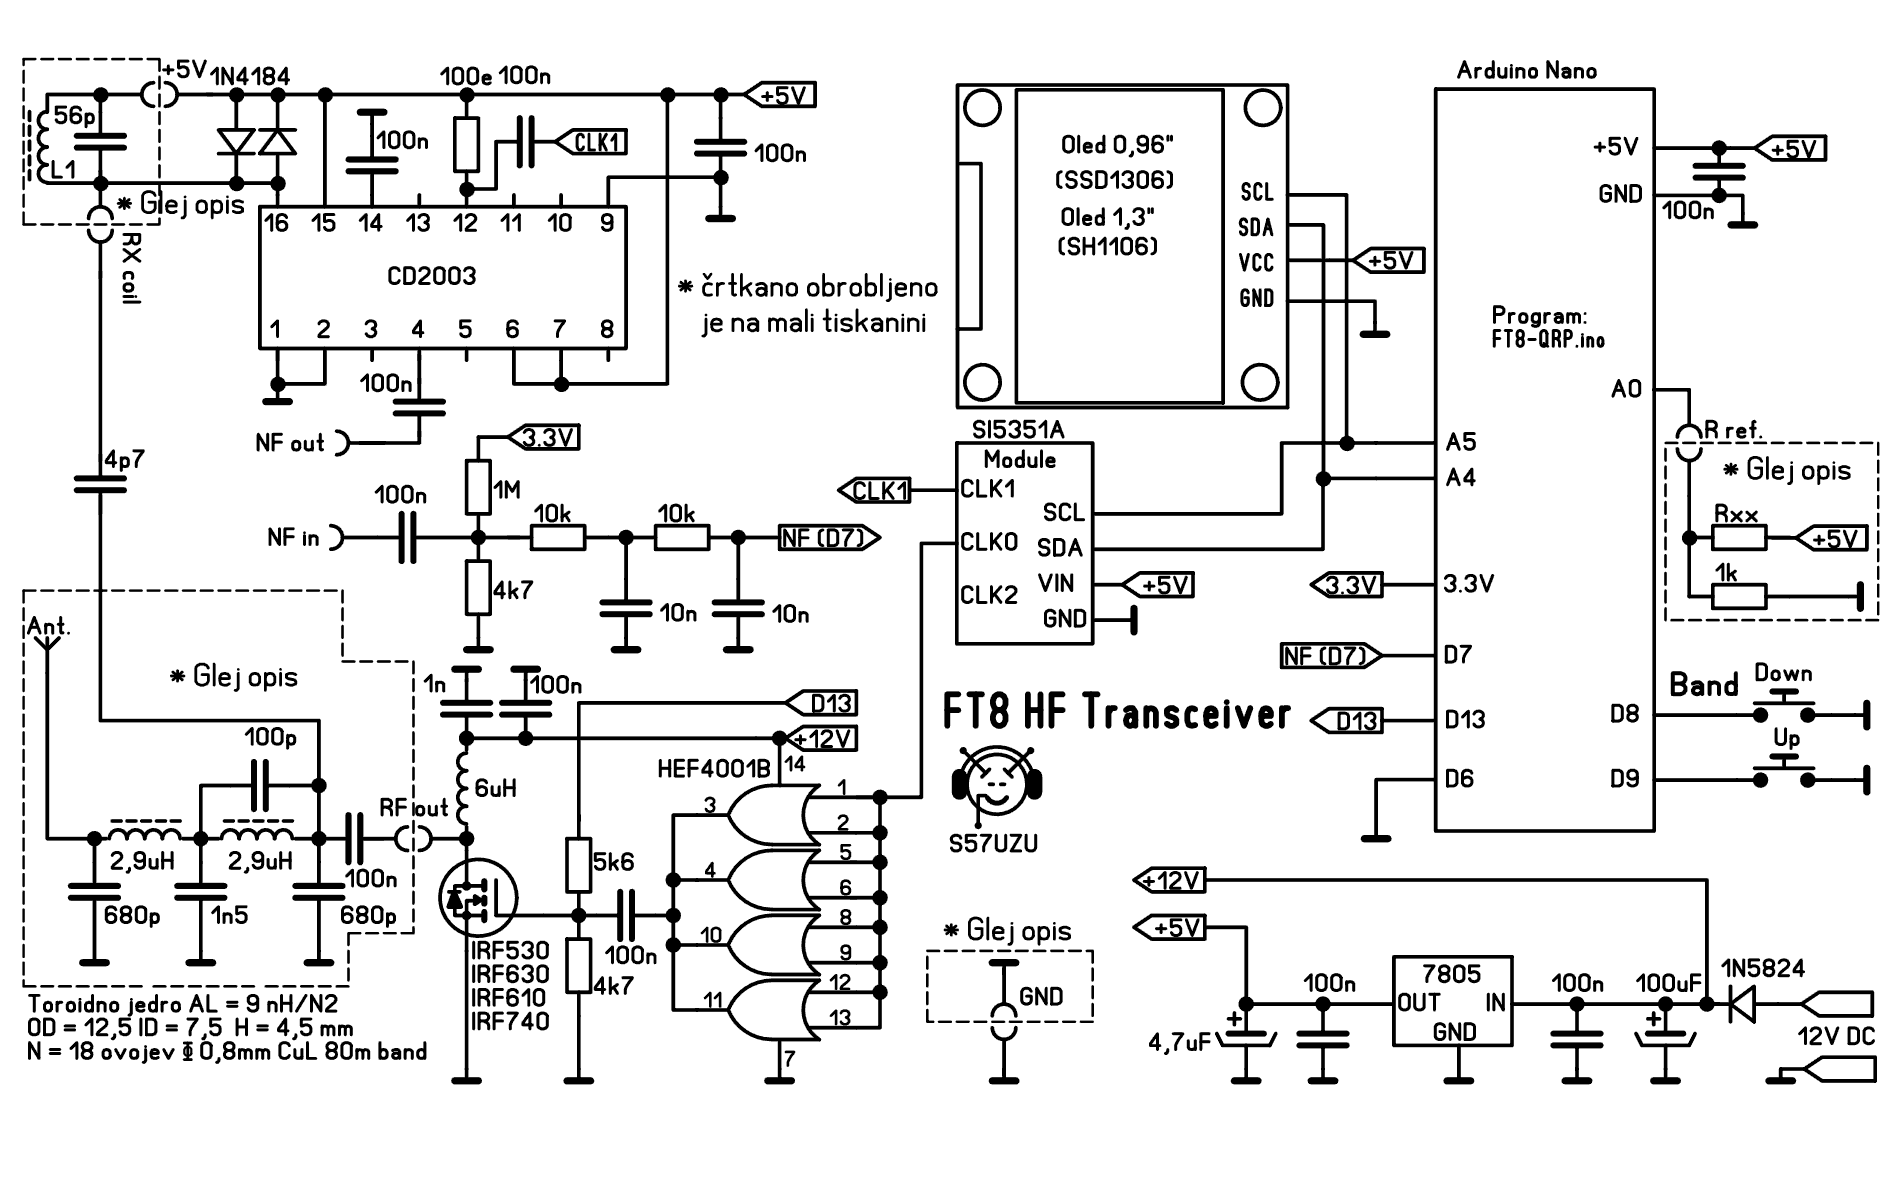 +5V
1N4184
100e
100n
+5V
56p
L1
100n
CLK1
100n
* Glej opis
RX coil
16 15 14 13 12 11 10 9
CD2003
1 2 3 4 5 6 7 8
* črtkano obrobljeno
je na mali tiskanini
100n
NF out
4p7
3.3V
1M
100n
NF in
10k
10k
NF (D7)
4k7
10n
10n
Oled 0,96"
(SSD1306)
Oled 1,3"
(SH1106)
SCL
SDA
VCC
GND
+5V
SI5351A
Module
CLK1
CLK1
CLK0
CLK2
SCL
SDA
VIN
GND
+5V
Arduino Nano
+5V
GND
+5V
100n
Program:
FT8-QRP.ino
A0
R ref.
* Glej opis
Rxx
+5V
1k
A5
A4
3.3V
3.3V
NF (D7)
D7
D13
D13
D6
D8
D9
Band
Down
Up
Ant.
* Glej opis
100p
2,9uH
2,9uH
680p
1n5
680p
100n
RF out
1n
100n
6uH
D13
+12V
HEF4001B
14
1
2
3
5
6
4
8
9
10
12
13
11
7
5k6
100n
4k7
IRF530
IRF630
IRF610
IRF740
Toroidno jedro AL = 9 nH/N2
OD = 12,5 ID = 7,5 H = 4,5 mm
N = 18 ovojev Φ 0,8mm CuL 80m band
FT8 HF Transceiver
S57UZU
* Glej opis
GND
+12V
+5V
4,7uF
+
100n
7805
OUT
IN
GND
100n
100uF
+
1N5824
12V DC